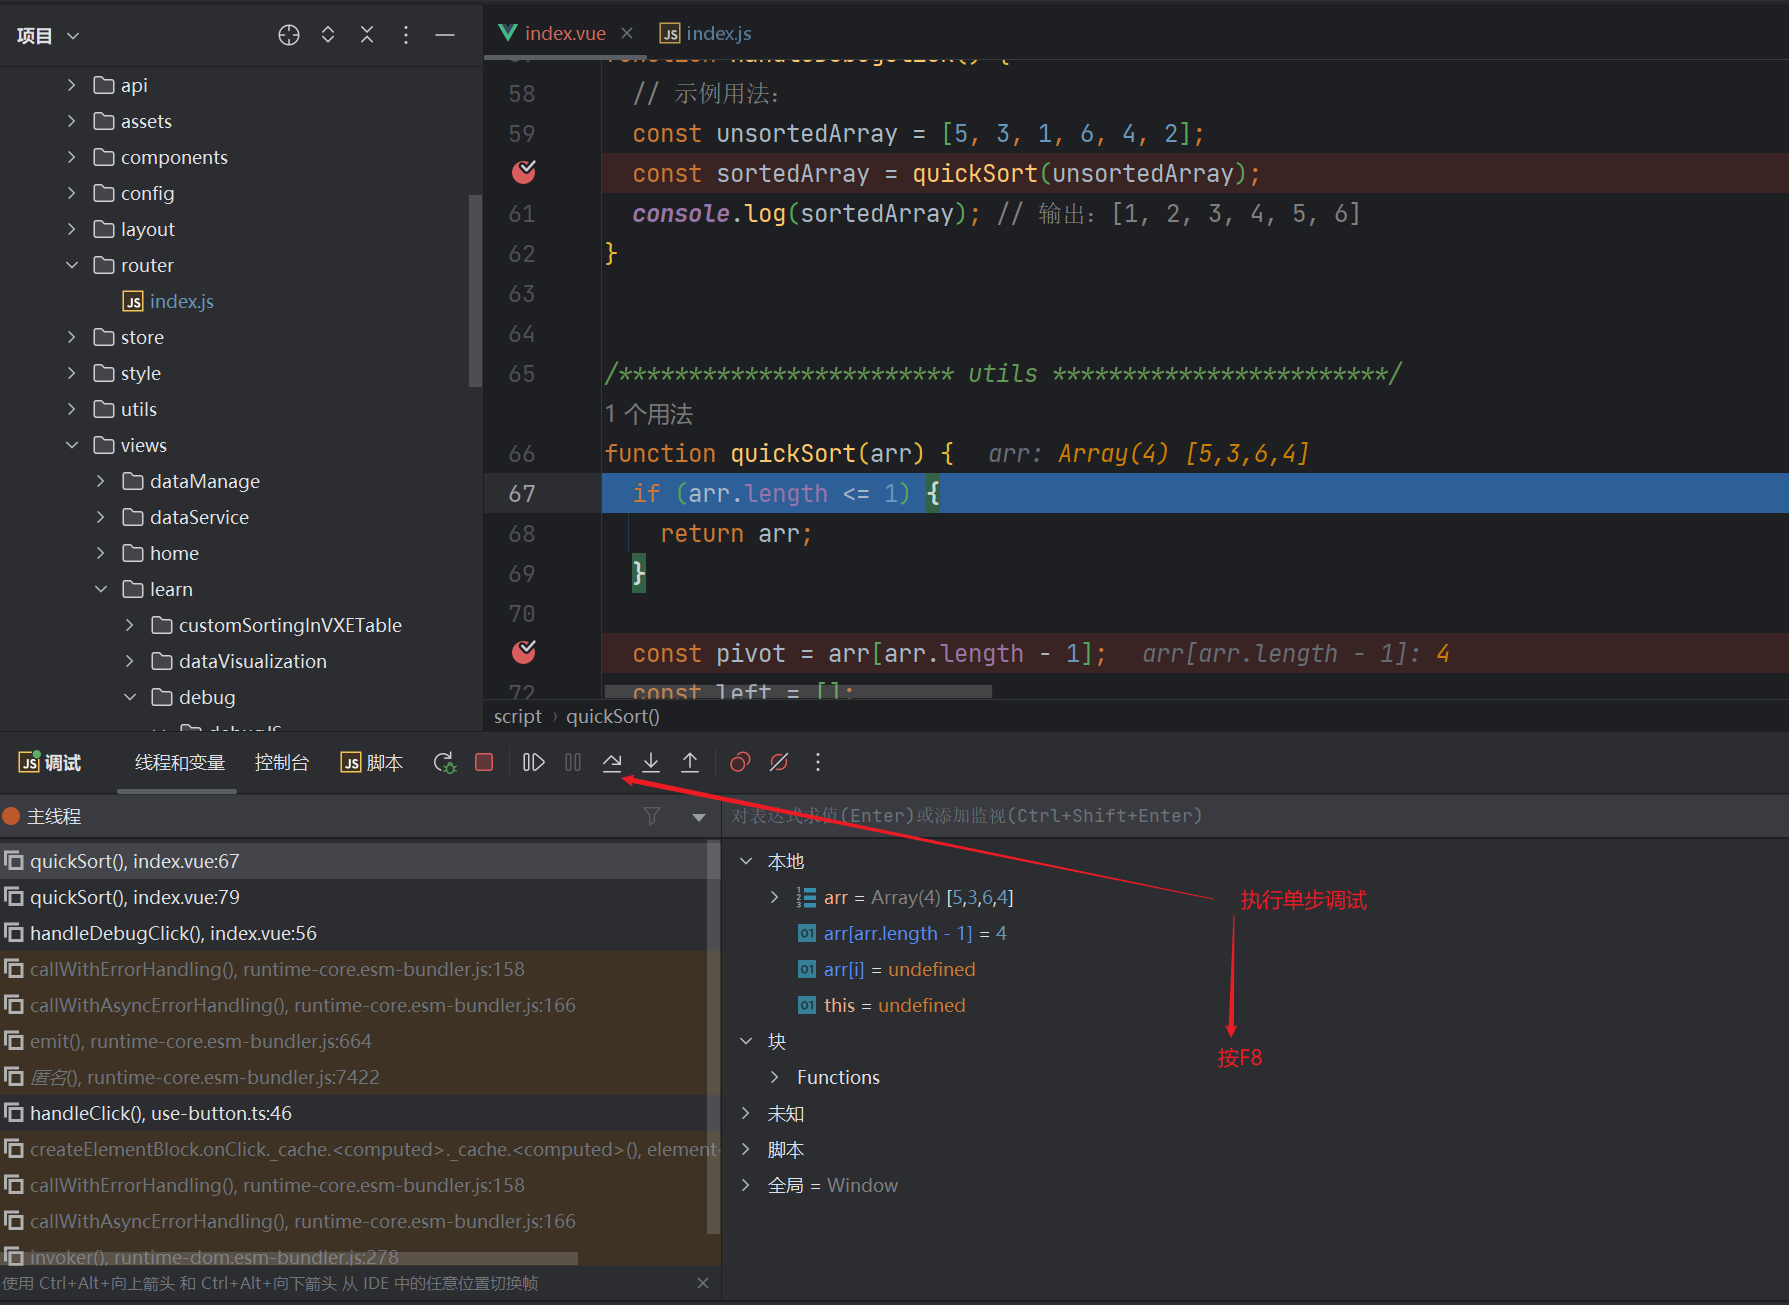 项目
api
assets
components
config
layout
router
index.js
store
style
utils
views
dataManage
dataService
home
learn
customSortingInVXETable
dataVisualization
debug
index.vue
index.js
58 // 示例用法：
59 const unsortedArray = [5, 3, 1, 6, 4, 2];
const sortedArray = quickSort(unsortedArray);
61 console.log(sortedArray); // 输出：[1, 2, 3, 4, 5, 6]
62 }
63
64
65 /************************ utils ************************/
1 个用法
66 function quickSort(arr) { arr: Array(4) [5,3,6,4]
67 if (arr.length <= 1) {
68 return arr;
69 }
70
const pivot = arr[arr.length - 1]; arr[arr.length - 1]: 4
72 const left = [];
script › quickSort()
JS 调试 线程和变量 控制台 JS 脚本
主线程
quickSort(), index.vue:67
quickSort(), index.vue:79
handleDebugClick(), index.vue:56
callWithErrorHandling(), runtime-core.esm-bundler.js:158
callWithAsyncErrorHandling(), runtime-core.esm-bundler.js:166
emit(), runtime-core.esm-bundler.js:664
匿名(), runtime-core.esm-bundler.js:7422
handleClick(), use-button.ts:46
createElementBlock.onClick._cache.<computed>._cache.<computed>(), element-
callWithErrorHandling(), runtime-core.esm-bundler.js:158
callWithAsyncErrorHandling(), runtime-core.esm-bundler.js:166
invoker(), runtime-dom.esm-bundler.js:278
使用 Ctrl+Alt+向上箭头 和 Ctrl+Alt+向下箭头 从 IDE 中的任意位置切换帧
对表达式求值(Enter)或添加监视(Ctrl+Shift+Enter)
本地
arr = Array(4) [5,3,6,4]
arr[arr.length - 1] = 4
arr[i] = undefined
this = undefined
块
Functions
未知
脚本
全局 = Window
执行单步调试
按F8